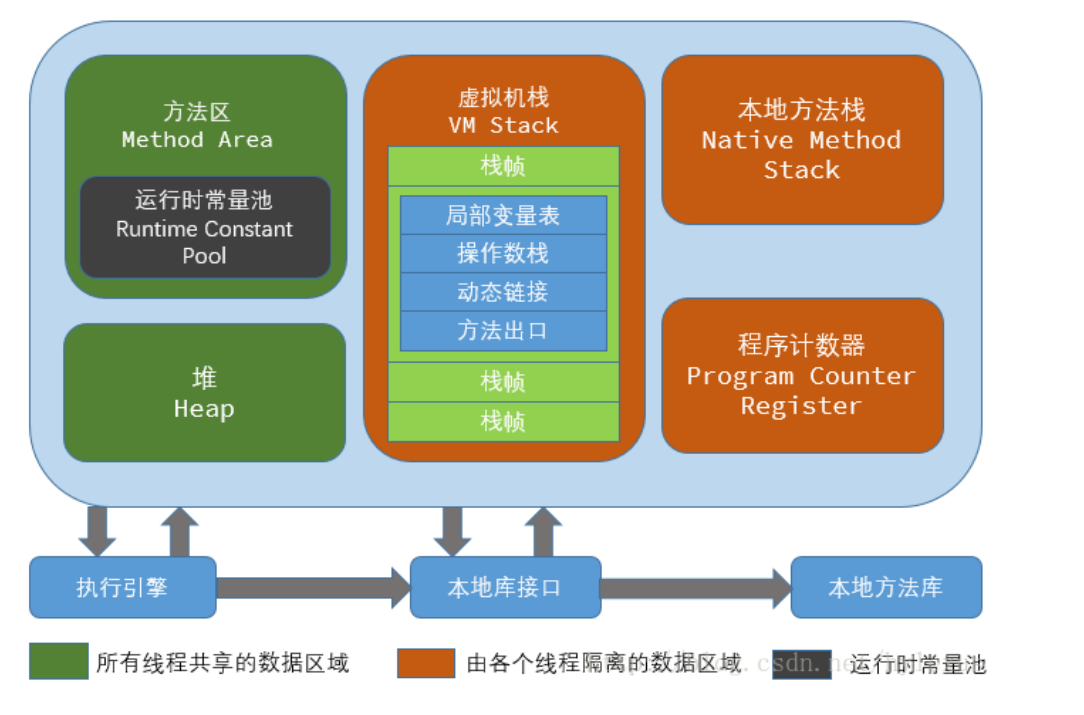 方法区
Method Area
运行时常量池
Runtime Constant
Pool
堆
Heap
虚拟机栈
VM Stack
栈帧
局部变量表
操作数栈
动态链接
方法出口
栈帧
栈帧
本地方法栈
Native Method
Stack
程序计数器
Program Counter
Register
执行引擎
本地库接口
本地方法库
所有线程共享的数据区域
由各个线程隔离的数据区域
运行时常量池